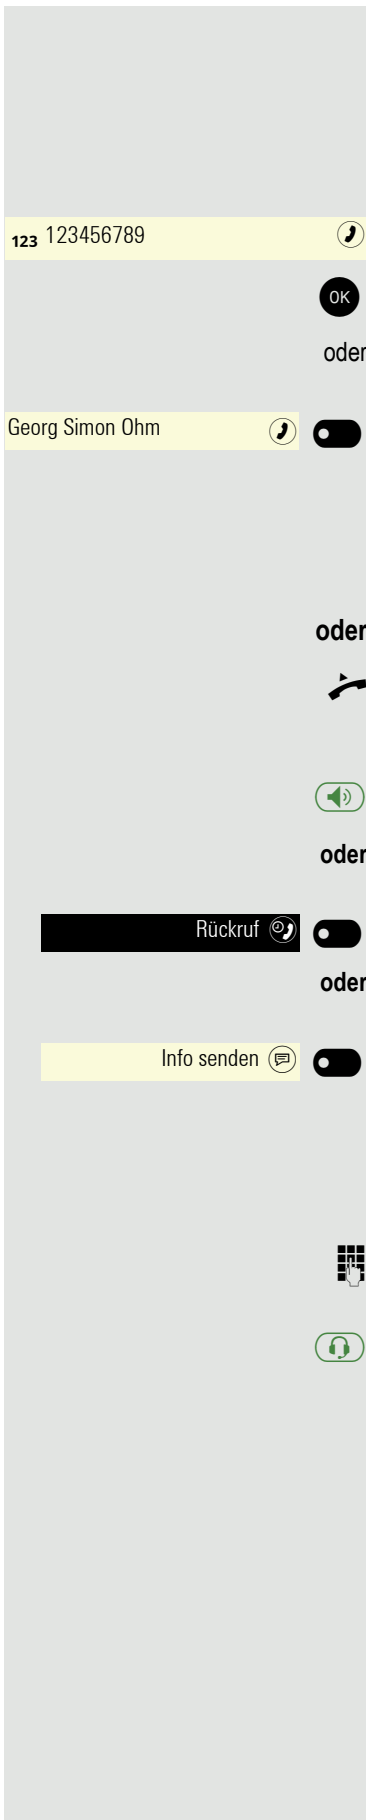 123 123456789
OK
oder
Georg Simon Ohm
oder
oder
Rückruf
oder
Info senden